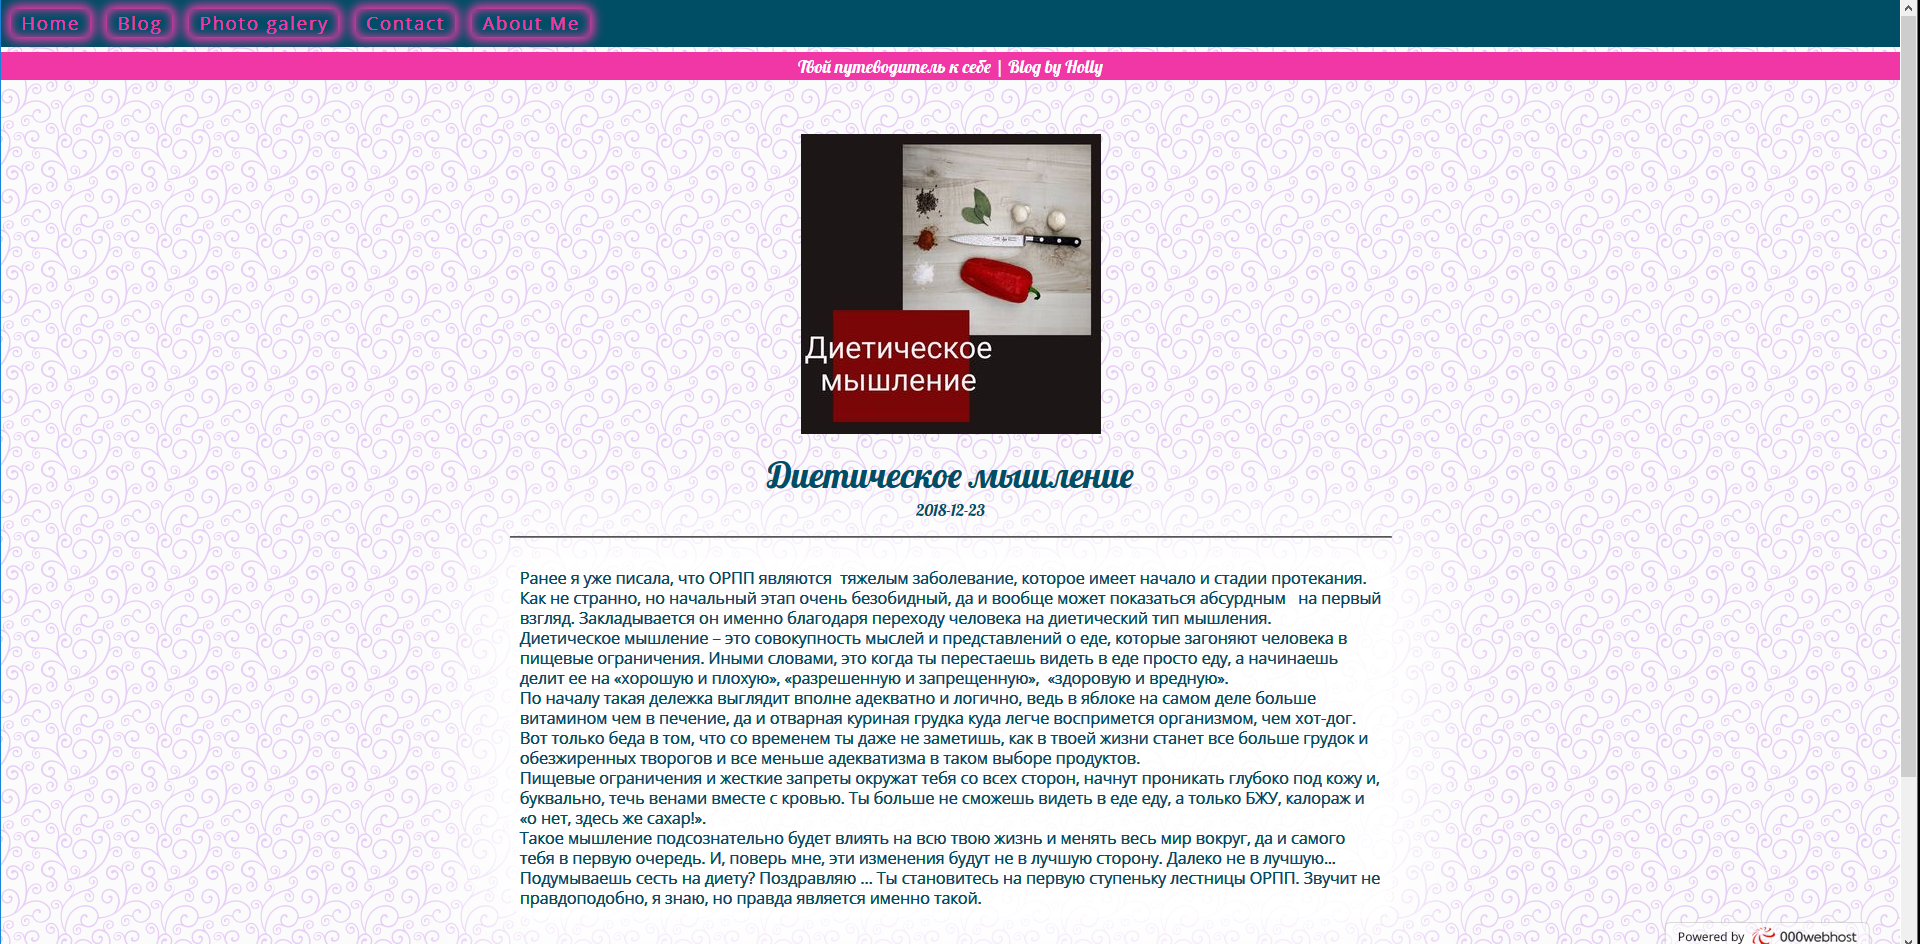 Home Blog Photo galery Contact About Me
Твой путеводитель к себе | Blog by Holly
Диетическое
мышление
Диетическое мышление
2018-12-23
Ранее я уже писала, что ОРПП являются  тяжелым заболевание, которое имеет начало и стадии протекания.
Как не странно, но начальный этап очень безобидный, да и вообще может показаться абсурдным   на первый
взгляд. Закладывается он именно благодаря переходу человека на диетический тип мышления.
Диетическое мышление – это совокупность мыслей и представлений о еде, которые загоняют человека в
пищевые ограничения. Иными словами, это когда ты перестаешь видеть в еде просто еду, а начинаешь
делит ее на «хорошую и плохую», «разрешенную и запрещенную»,  «здоровую и вредную».
По началу такая дележка выглядит вполне адекватно и логично, ведь в яблоке на самом деле больше
витамином чем в печение, да и отварная куриная грудка куда легче воспримется организмом, чем хот-дог.
Вот только беда в том, что со временем ты даже не заметишь, как в твоей жизни станет все больше грудок и
обезжиренных творогов и все меньше адекватизма в таком выборе продуктов.
Пищевые ограничения и жесткие запреты окружат тебя со всех сторон, начнут проникать глубоко под кожу и,
буквально, течь венами вместе с кровью. Ты больше не сможешь видеть в еде еду, а только БЖУ, калораж и
«о нет, здесь же сахар!».
Такое мышление подсознательно будет влиять на всю твою жизнь и менять весь мир вокруг, да и самого
тебя в первую очередь. И, поверь мне, эти изменения будут не в лучшую сторону. Далеко не в лучшую...
Подумываешь сесть на диету? Поздравляю ... Ты становитесь на первую ступеньку лестницы ОРПП. Звучит не
правдоподобно, я знаю, но правда является именно такой.
Powered by 000webhost